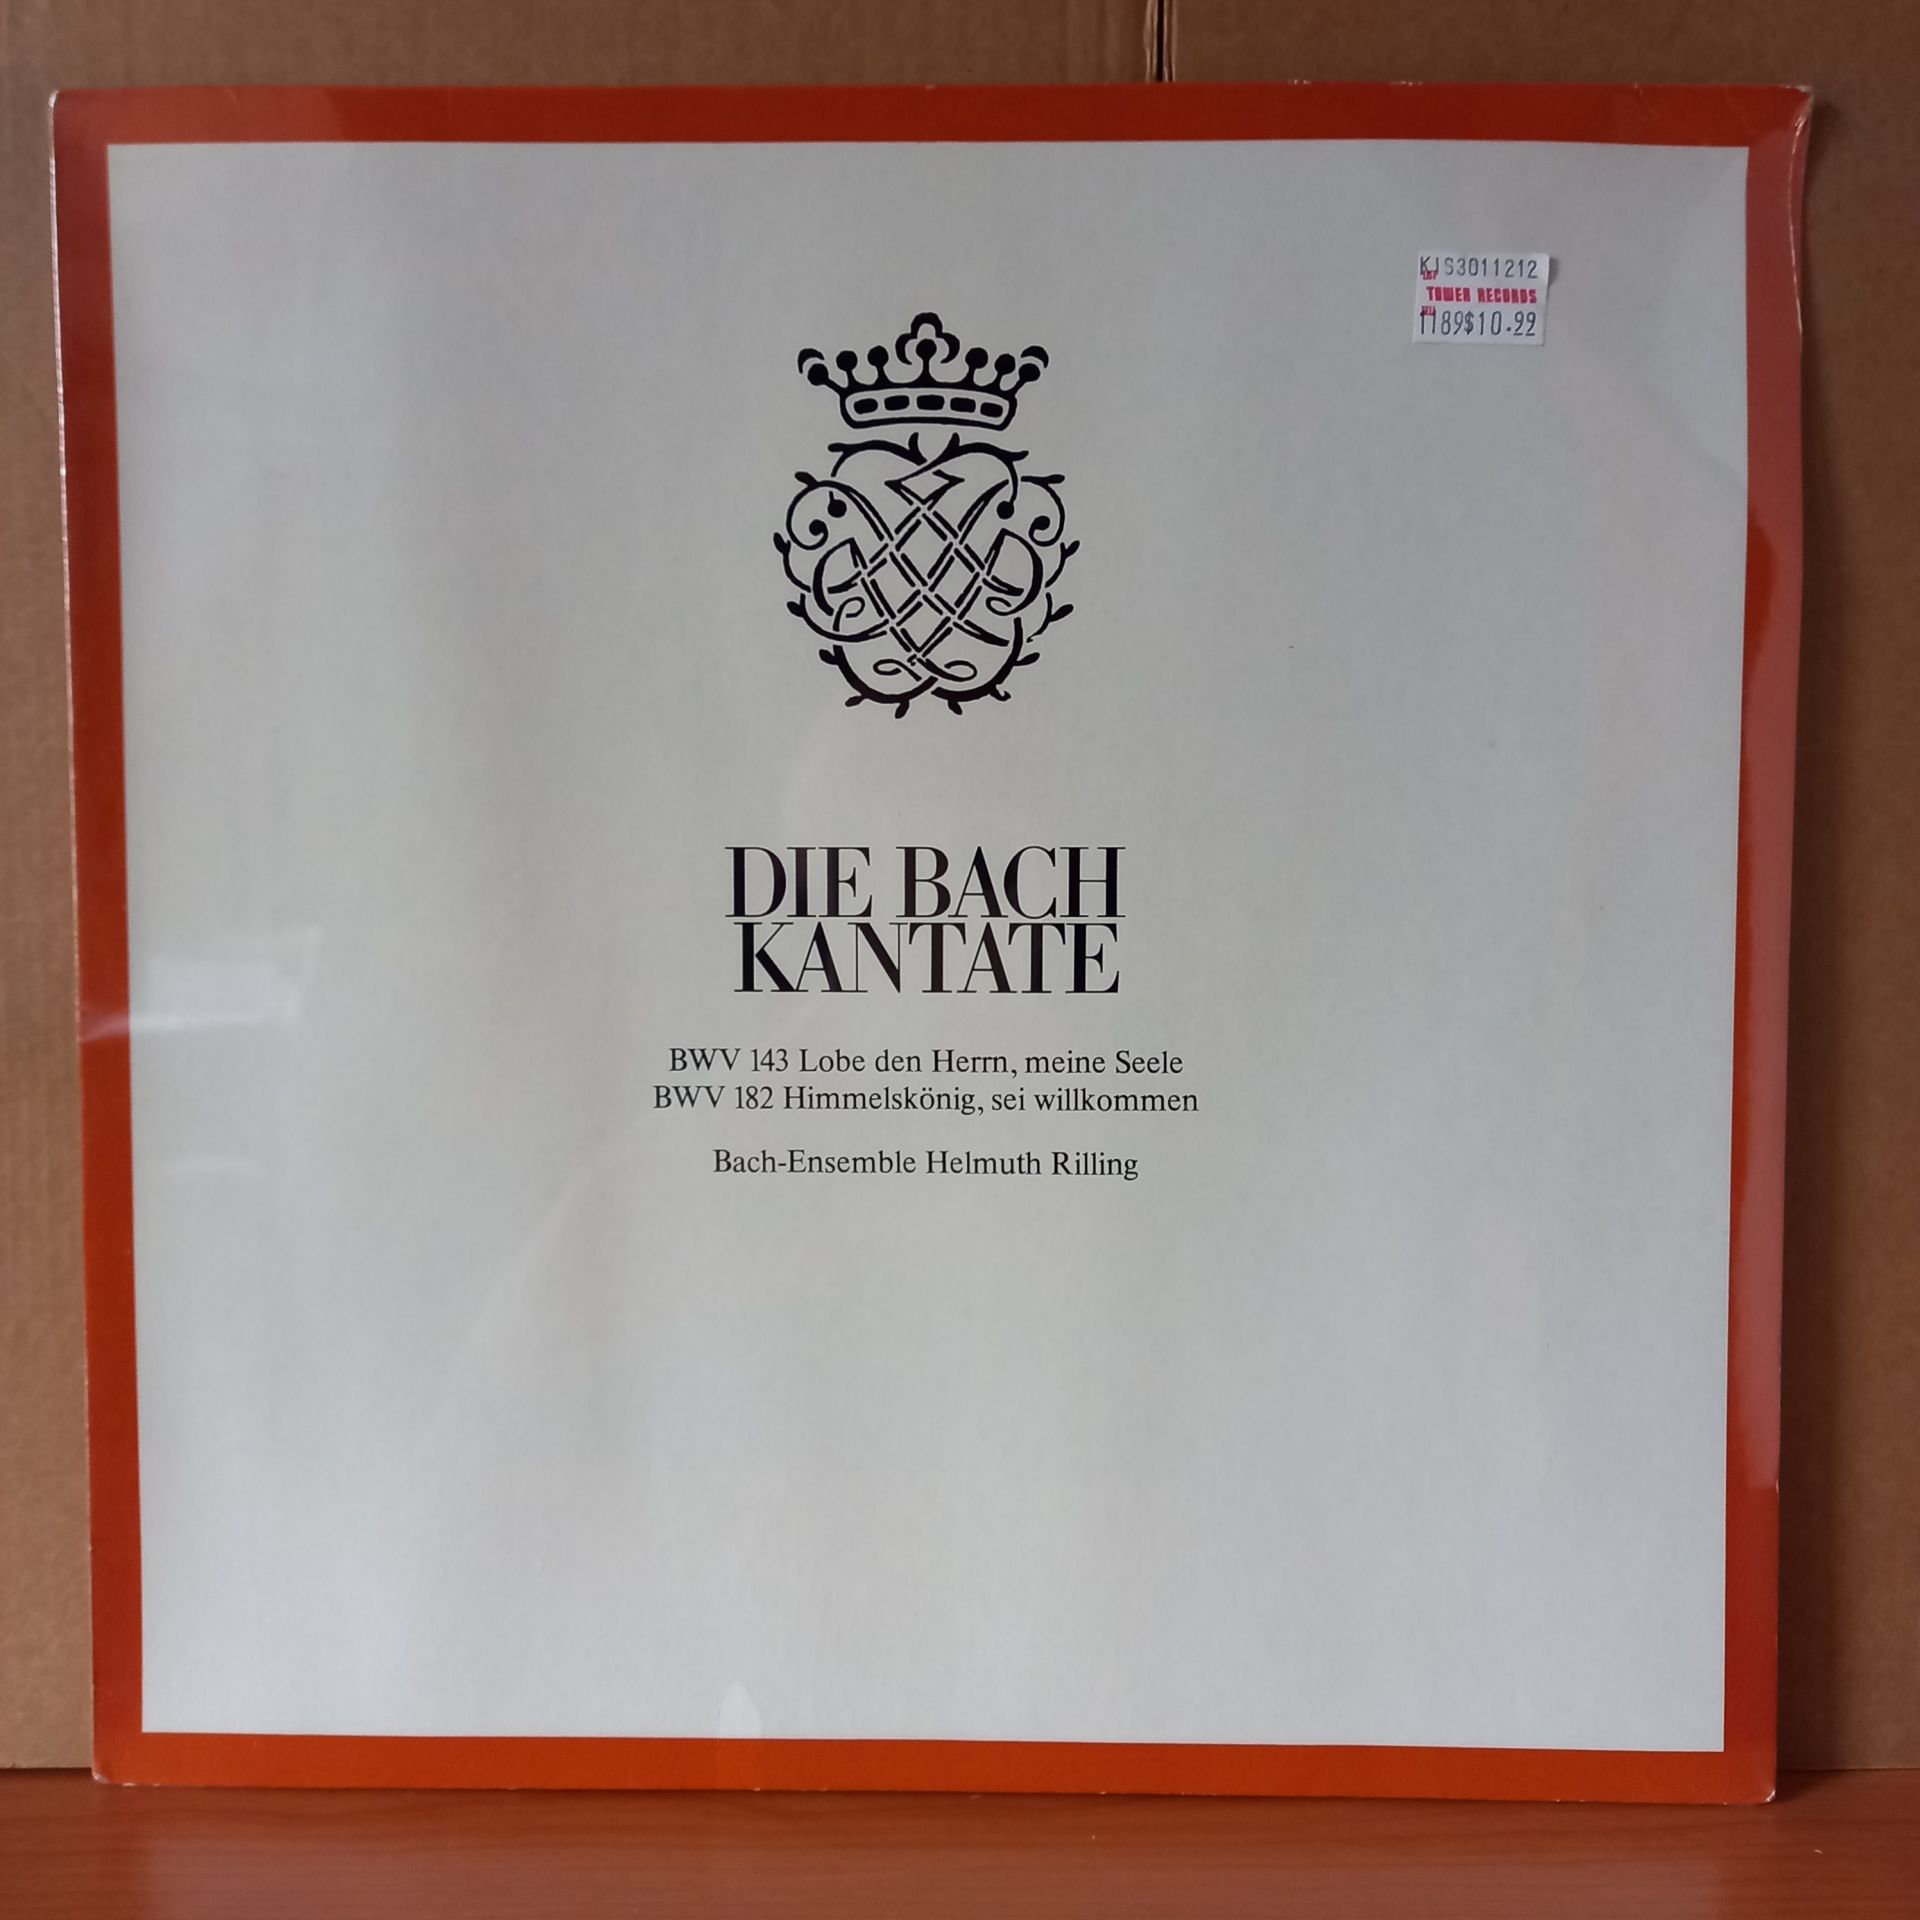 KJS3011212
TOWER RECORDS
1189$10.99
DIE BACH
KANTATE
BWV 143 Lobe den Herrn, meine Seele
BWV 182 Himmelskönig, sei willkommen
Bach-Ensemble Helmuth Rilling